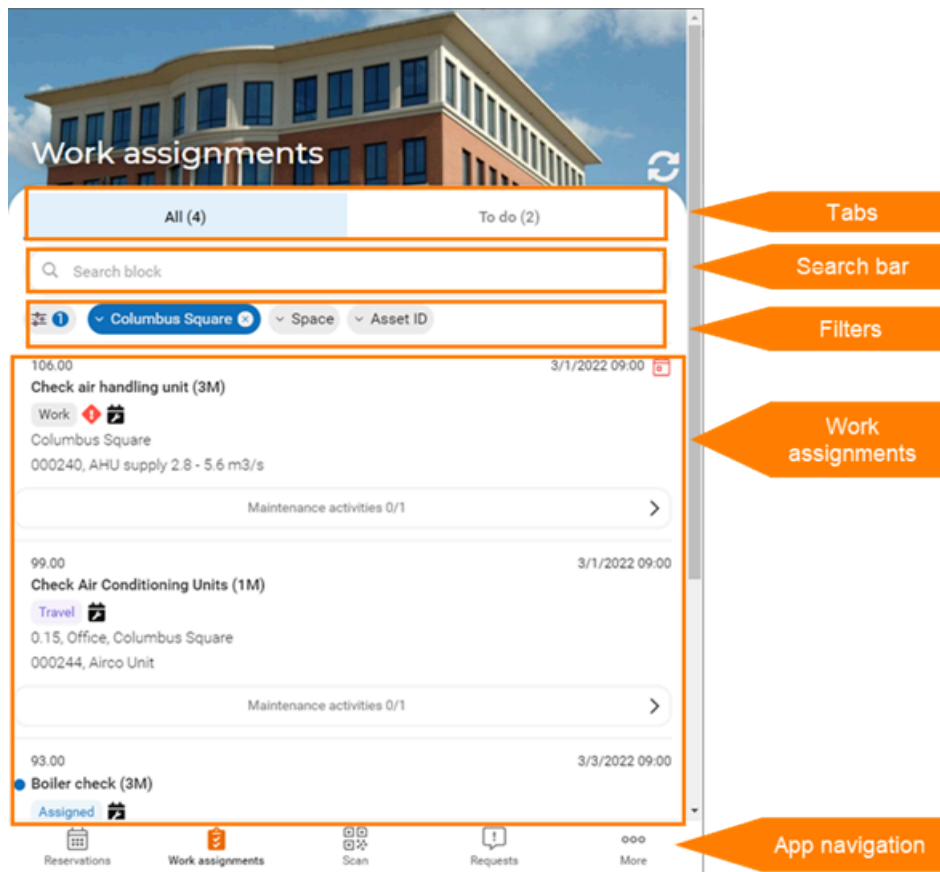 Work assignments
All (4)
To do (2)
Tabs
Search block
Search bar
1
Columbus Square
Space
Asset ID
Filters
106.00
3/1/2022 09:00
Check air handling unit (3M)
Work
Columbus Square
000240, AHU supply 2.8 - 5.6 m3/s
Work
assignments
Maintenance activities 0/1
99.00
3/1/2022 09:00
Check Air Conditioning Units (1M)
Travel
0.15, Office, Columbus Square
000244, Airco Unit
Maintenance activities 0/1
93.00
3/3/2022 09:00
Boiler check (3M)
Assigned
Reservations
Work assignments
Scan
Requests
More
App navigation